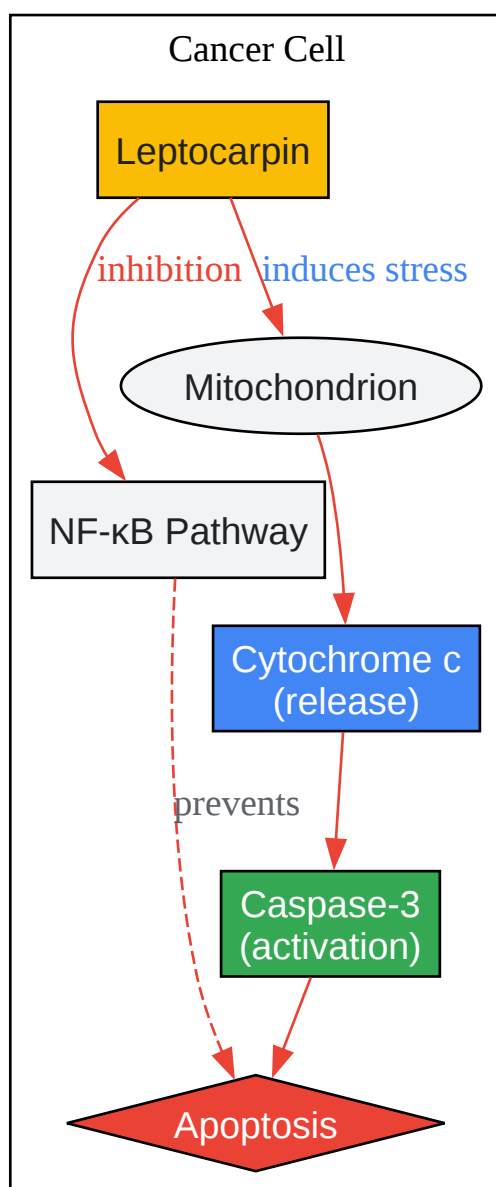 Cancer Cell
Leptocarpin
inhibition
induces stress
Mitochondrion
NF-κB Pathway
Cytochrome c
(release)
prevents
Caspase-3
(activation)
Apoptosis